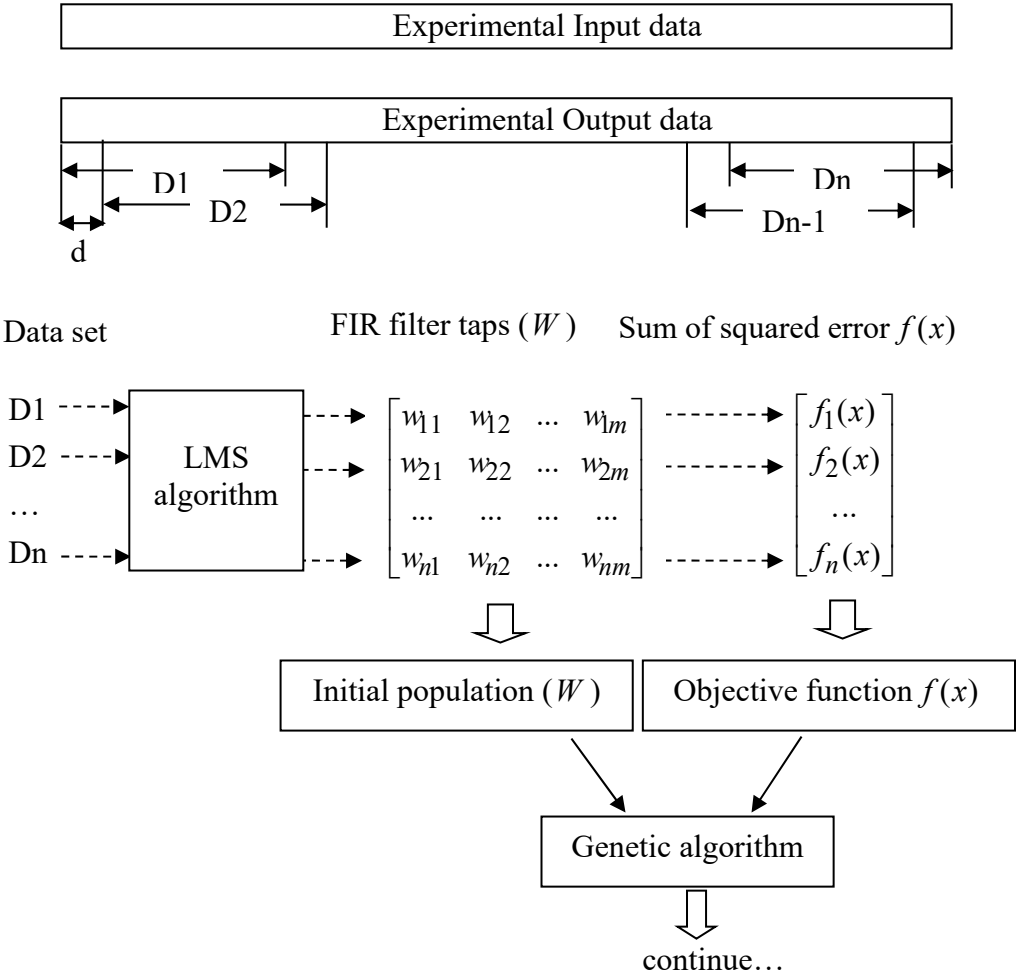 Experimental Input data
Experimental Output data
D1
Dn
D2
Dn-1
d
Data set
FIR filter taps (W)
Sum of squared error f(x)
D1
D2
…
Dn
LMS
algorithm
w11 w12 ... w1m
w21 w22 ... w2m
... ... ... ...
wn1 wn2 ... wnm
f1(x)
f2(x)
...
fn(x)
Initial population (W)
Objective function f(x)
Genetic algorithm
continue…